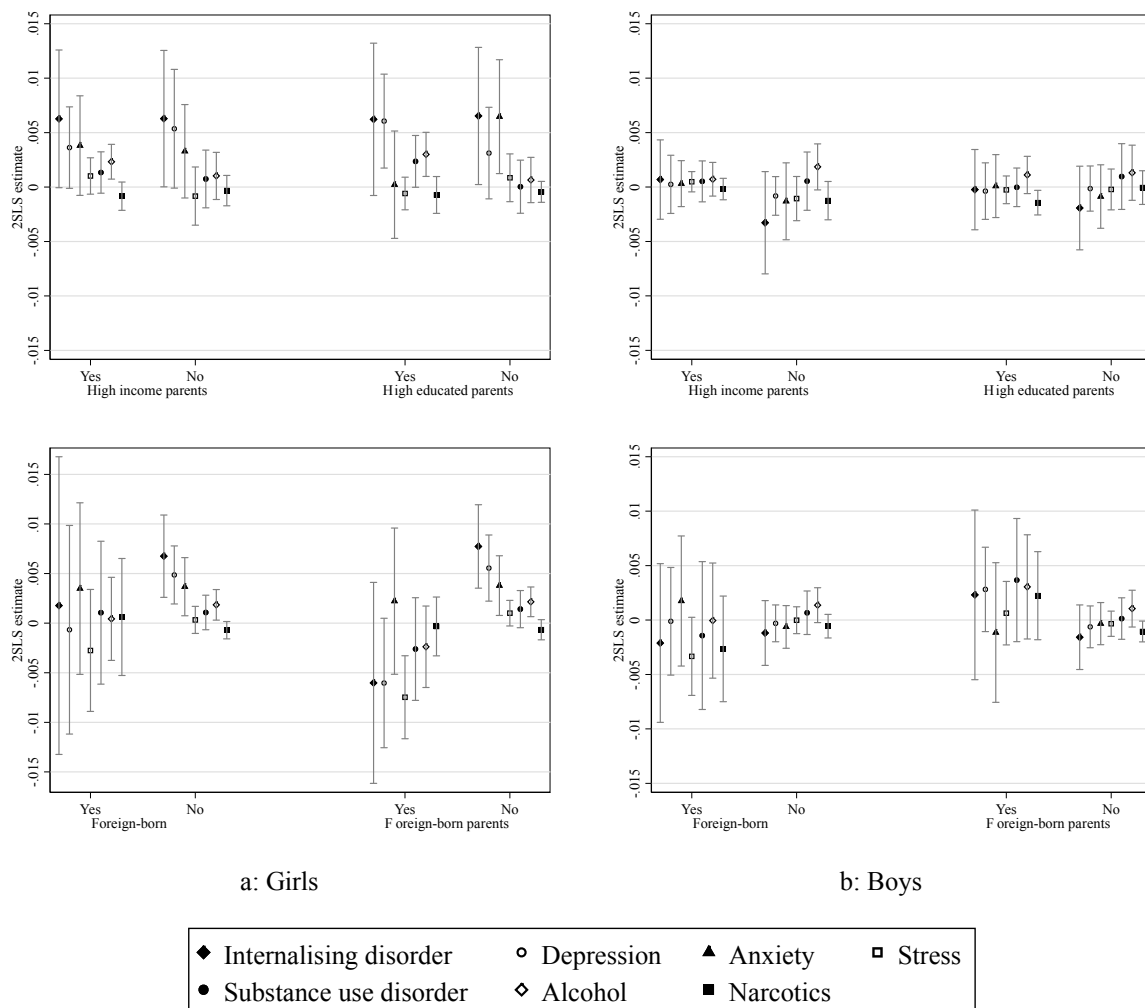 2SLS estimate
.015
.01
.005
0
-.005
-.01
-.015
Yes
No
Yes
No
High income parents
High educated parents
2SLS estimate
.015
.01
.005
0
-.005
-.01
-.015
Yes
No
Yes
No
High income parents
High educated parents
2SLS estimate
.015
.01
.005
0
-.005
-.01
-.015
Yes
No
Yes
No
Foreign-born
F oreign-born parents
2SLS estimate
.015
.01
.005
0
-.005
-.01
-.015
Yes
No
Yes
No
Foreign-born
F oreign-born parents
a: Girls
b: Boys
Internalising disorder
Depression
Anxiety
Stress
Substance use disorder
Alcohol
Narcotics